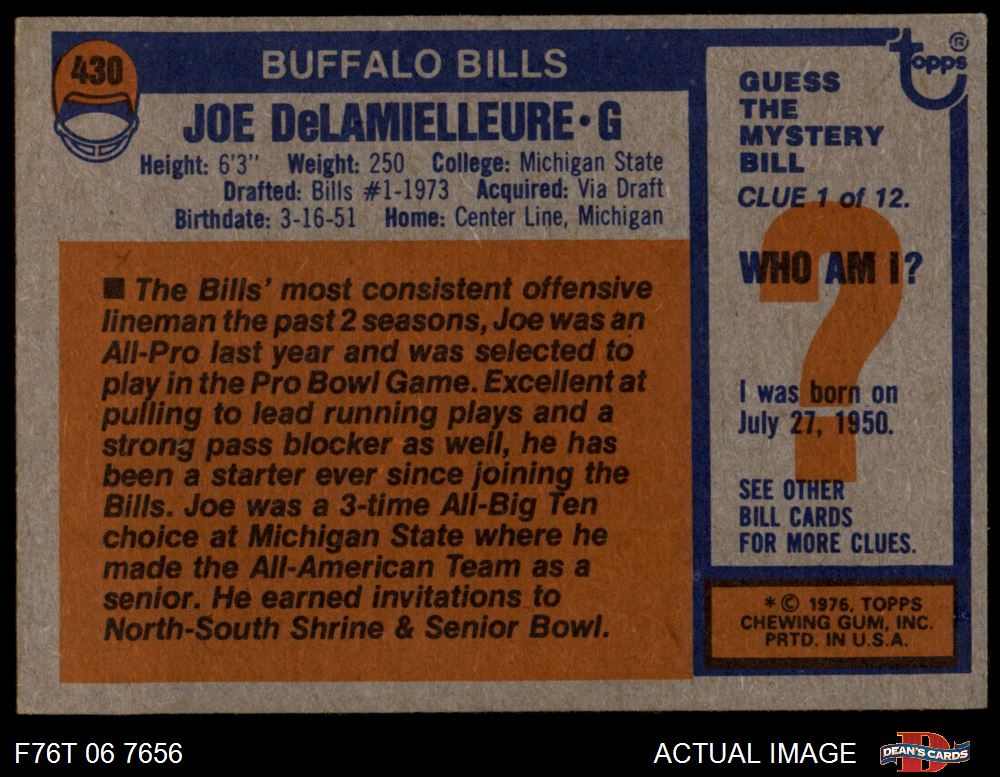 430
BUFFALO BILLS
JOE DeLAMIELLEURE • G
Height: 6'3" Weight: 250 College: Michigan State
Drafted: Bills #1-1973 Acquired: Via Draft
Birthdate: 3-16-51 Home: Center Line, Michigan
■ The Bills' most consistent offensive
lineman the past 2 seasons, Joe was an
All-Pro last year and was selected to
play in the Pro Bowl Game. Excellent at
pulling to lead running plays and a
strong pass blocker as well, he has
been a starter ever since joining the
Bills. Joe was a 3-time All-Big Ten
choice at Michigan State where he
made the All-American Team as a
senior. He earned invitations to
North-South Shrine & Senior Bowl.
topps ®
GUESS
THE
MYSTERY
BILL
CLUE 1 of 12.
WHO AM I?
?
I was born on
July 27, 1950.
SEE OTHER
BILL CARDS
FOR MORE CLUES.
* © 1976, TOPPS
CHEWING GUM, INC.
PRTD. IN U.S.A.
F76T 06 7656
ACTUAL IMAGE
D
DEAN'S CARDS